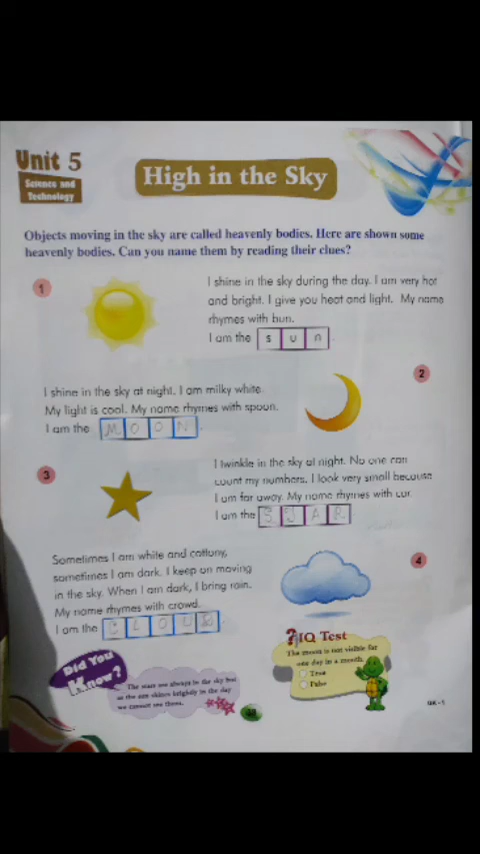 Unit 5
Science and
Technology
High in the Sky
Objects moving in the sky are called heavenly bodies. Here are shown some
heavenly bodies. Can you name them by reading their clues?
1
I shine in the sky during the day. I am very hot
and bright. I give you heat and light. My name
rhymes with bun.
I am the s u n .
2
I shine in the sky at night. I am milky white.
My light is cool. My name rhymes with spoon.
I am the M O O N .
3
I twinkle in the sky at night. No one can
count my numbers. I look very small because
I am far away. My name rhymes with car.
I am the S T A R
4
Sometimes I am white and cottony,
sometimes I am dark. I keep on moving
in the sky. When I am dark, I bring rain.
My name rhymes with crowd.
I am the C L O U D .
Did You
Know?
The stars are always in the sky but
as the sun shines brightly in the day
we cannot see them.
? IQ Test
The moon is not visible for
one day in a month.
True
False
GK-1